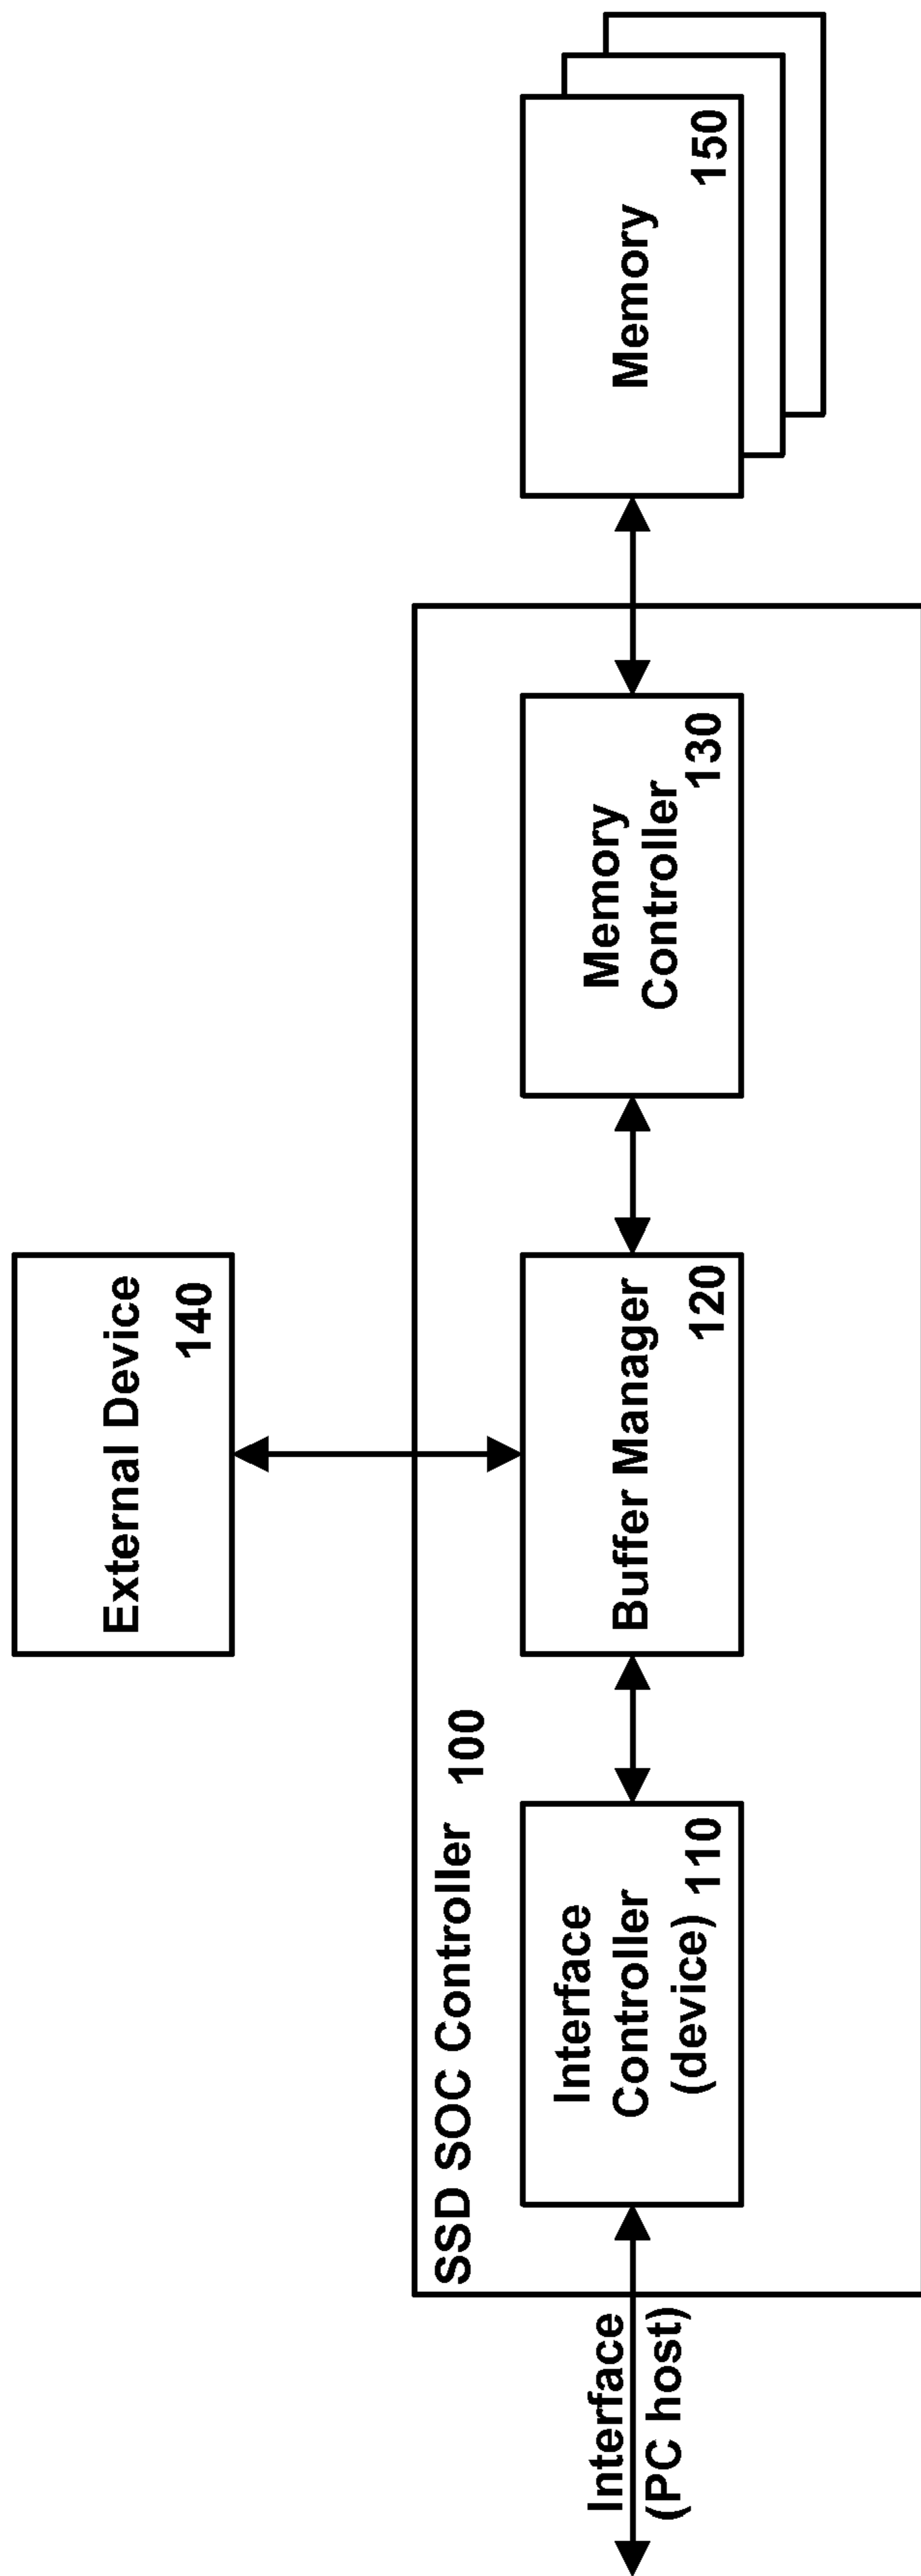 External Device
140
SSD SOC Controller 100
Interface
(PC host)
Interface
Controller
(device) 110
Buffer Manager
120
Memory
Controller
130
Memory
150